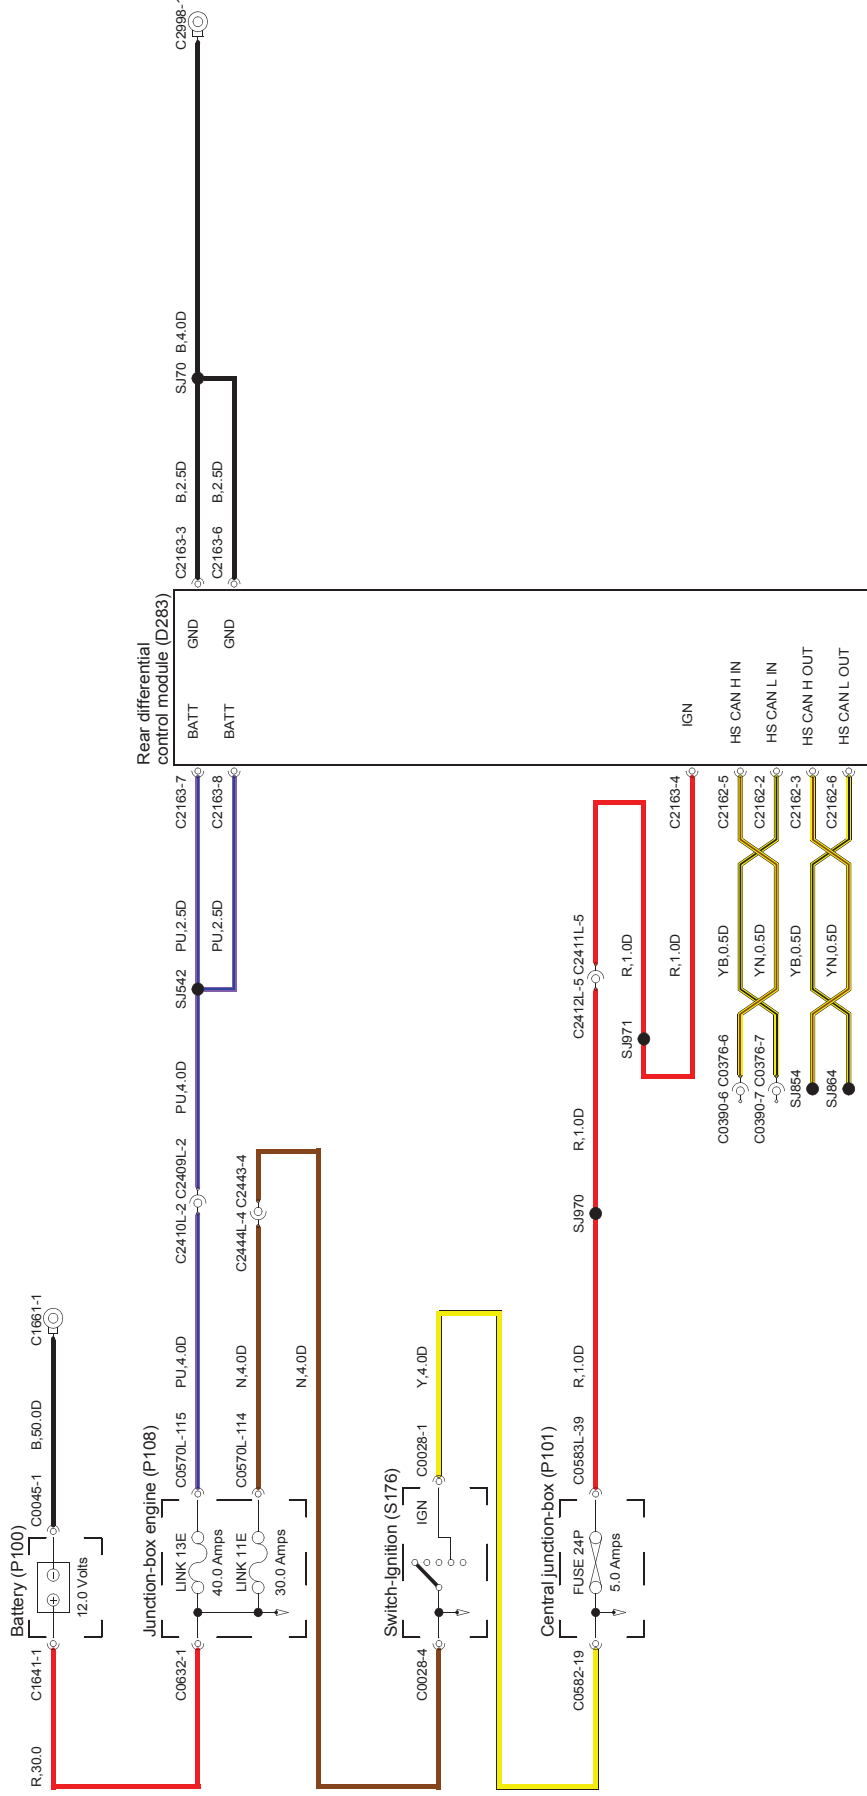 Battery (P100)
12.0 Volts
C1641-1
R,30.0
C0045-1
B,50.0D
C1661-1
Junction-box engine (P108)
C0632-1
LINK 13E
40.0 Amps
LINK 11E
30.0 Amps
C0570L-115
PU,4.0D
C2410L-2
C2409L-2
PU,4.0D
SJ542
PU,2.5D
C2163-7
PU,2.5D
C2163-8
C0570L-114
N,4.0D
C2444L-4
C2443-4
N,4.0D
Rear differential
control module (D283)
BATT
GND
BATT
GND
C2163-3
B,2.5D
SJ70
B,4.0D
C2163-6
B,2.5D
C2998-
Switch-Ignition (S176)
C0028-4
IGN
C0028-1
Y,4.0D
Central junction-box (P101)
C0582-19
FUSE 24P
5.0 Amps
C0583L-39
R,1.0D
SJ970
R,1.0D
C2412L-5
C2411L-5
SJ971
R,1.0D
R,1.0D
C2163-4
IGN
C0390-6
C0376-6
YB,0.5D
C2162-5
HS CAN H IN
C0390-7
C0376-7
YN,0.5D
C2162-2
HS CAN L IN
SJ854
YB,0.5D
C2162-3
HS CAN H OUT
SJ864
YN,0.5D
C2162-6
HS CAN L OUT